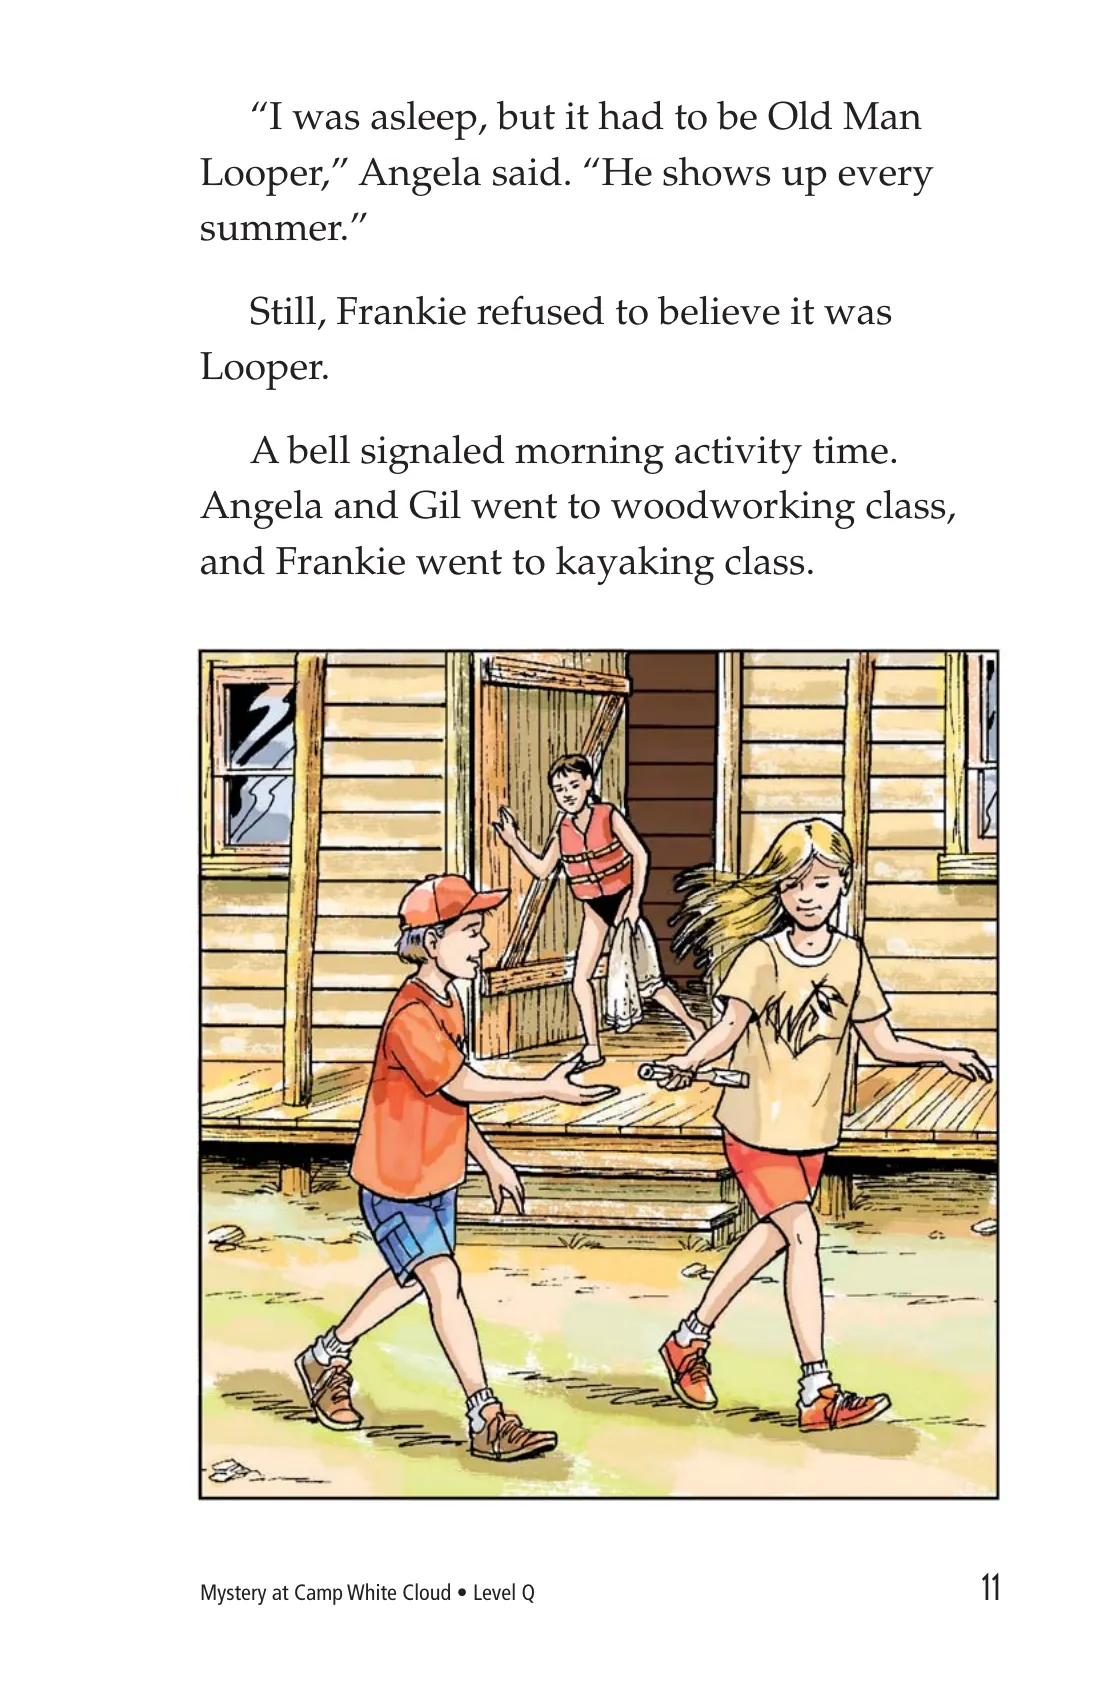 “I was asleep, but it had to be Old Man
Looper,” Angela said. “He shows up every
summer.”
Still, Frankie refused to believe it was
Looper.
A bell signaled morning activity time.
Angela and Gil went to woodworking class,
and Frankie went to kayaking class.
Mystery at Camp White Cloud • Level Q
11